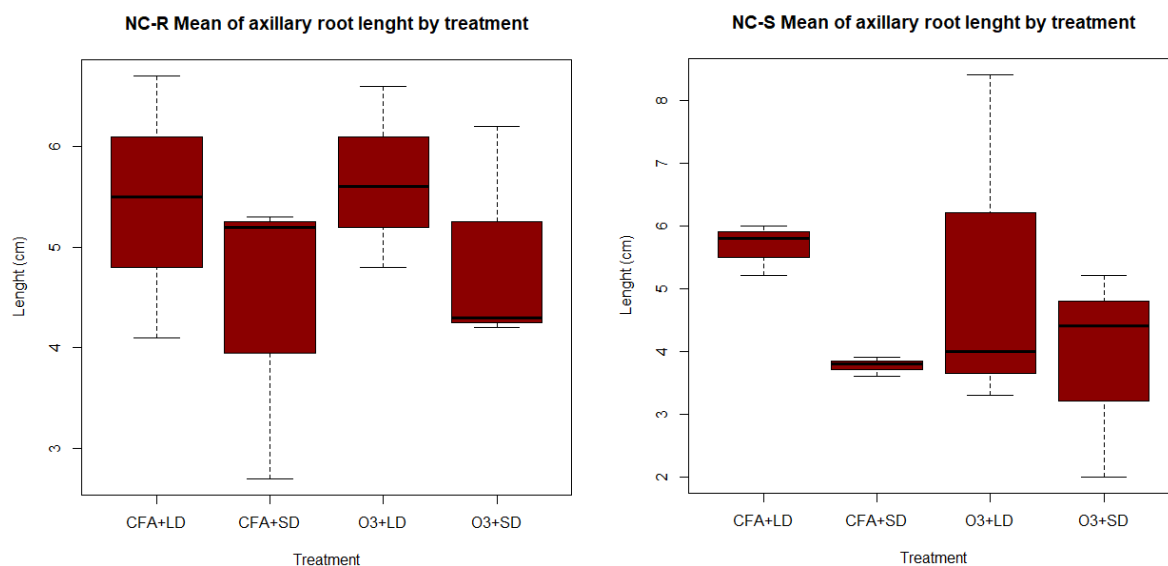 NC-R Mean of axillary root lenght by treatment
Lenght (cm)
6
5
4
3
CFA+LD CFA+SD O3+LD O3+SD
Treatment
NC-S Mean of axillary root lenght by treatment
Lenght (cm)
8
7
6
5
4
3
2
CFA+LD CFA+SD O3+LD O3+SD
Treatment